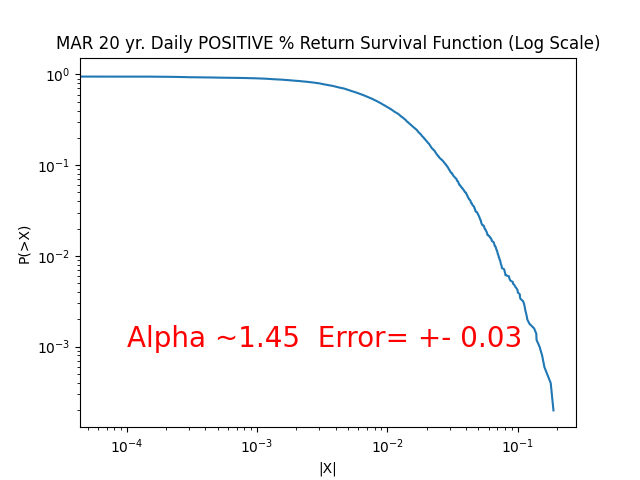 MAR 20 yr. Daily POSITIVE % Return Survival Function (Log Scale)
10^0
10^-1
10^-2
10^-3
P(>X)
Alpha ~1.45 Error= +- 0.03
10^-4 10^-3 10^-2 10^-1
|X|